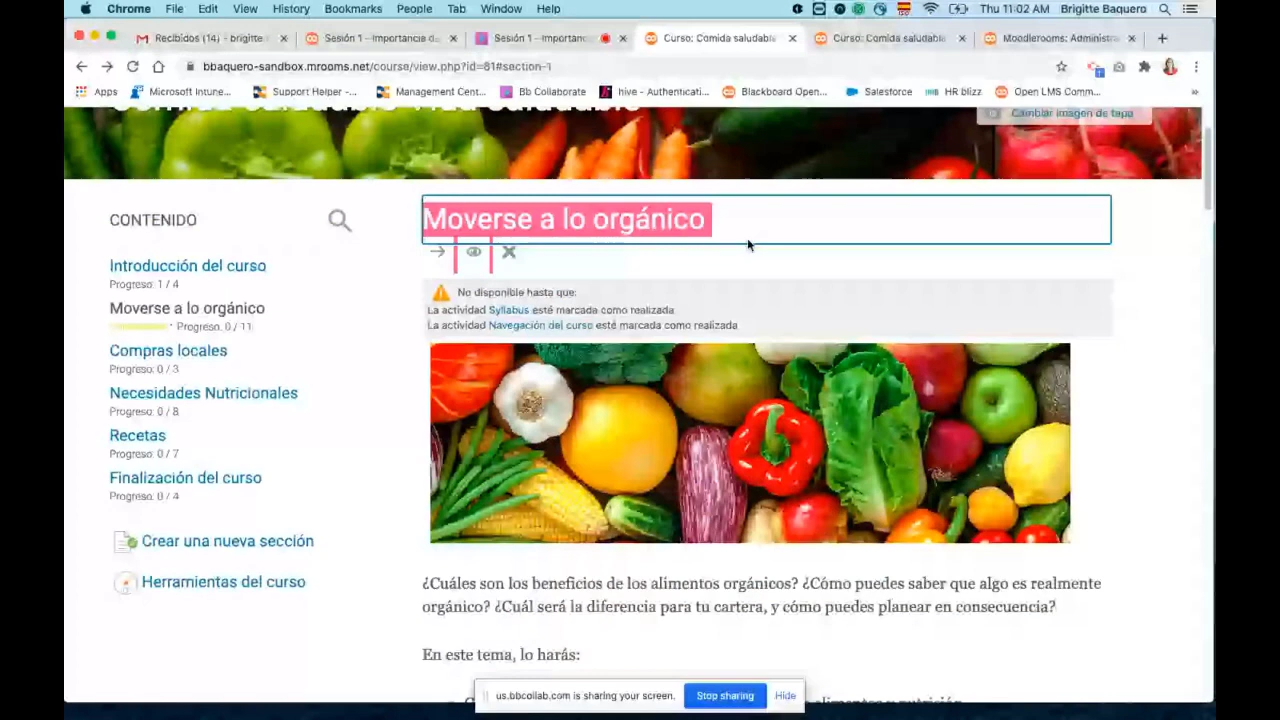 Chrome File Edit View History Bookmarks People Tab Window Help Thu 11:02 AM Brigitte Baquero
Recibidos (14) - brigitte Sesión 1 - Importancia d Sesión 1 - Importanc Curso: Comida saludable Curso: Comida saludable Moodlerooms: Administra
bbaquero-sandbox.mrooms.net/course/view.php?id=81#section-1
Apps Microsoft Intune... Support Helper -... Management Cent... Bb Collaborate hive - Authenticati... Blackboard Open... Salesforce HR blizz Open LMS Comm... »
Cambiar imagen de tapa
CONTENIDO
Introducción del curso
Progreso: 1 / 4
Moverse a lo orgánico
Progreso: 0 / 11
Compras locales
Progreso: 0 / 3
Necesidades Nutricionales
Progreso: 0 / 8
Recetas
Progreso: 0 / 7
Finalización del curso
Progreso: 0 / 4
Crear una nueva sección
Herramientas del curso
Moverse a lo orgánico
No disponible hasta que:
La actividad Syllabus esté marcada como realizada
La actividad Navegación del curso esté marcada como realizada
¿Cuáles son los beneficios de los alimentos orgánicos? ¿Cómo puedes saber que algo es realmente
orgánico? ¿Cuál será la diferencia para tu cartera, y cómo puedes planear en consecuencia?
En este tema, lo harás:
us.bbcollab.com is sharing your screen. Stop sharing Hide